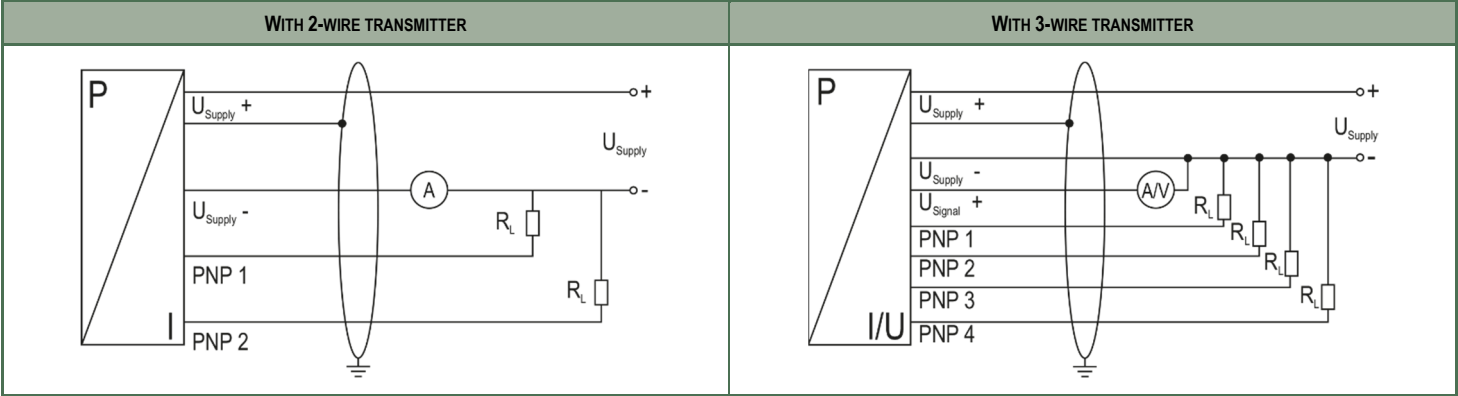 WITH 2-WIRE TRANSMITTER
P
USupply +
+
USupply
A
-
USupply -
RL
PNP 1
RL
I
PNP 2
WITH 3-WIRE TRANSMITTER
P
USupply +
+
USupply
-
USupply -
A/V
USignal +
RL
PNP 1
RL
PNP 2
RL
PNP 3
RL
I/U
PNP 4